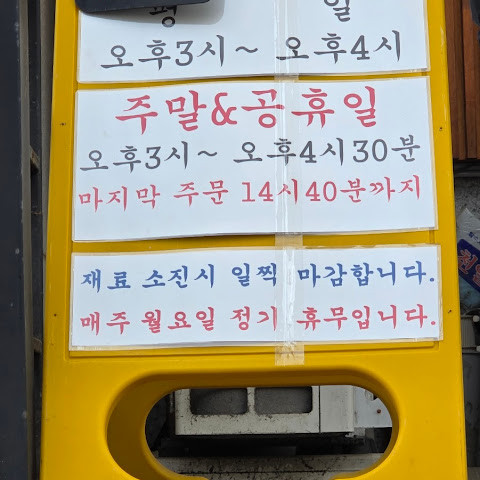 평 일
오후3시~ 오후4시
주말&공휴일
오후3시~ 오후4시30분
마지막 주문 14시40분까지
재료 소진시 일찍 마감합니다.
매주 월요일 정기 휴무입니다.